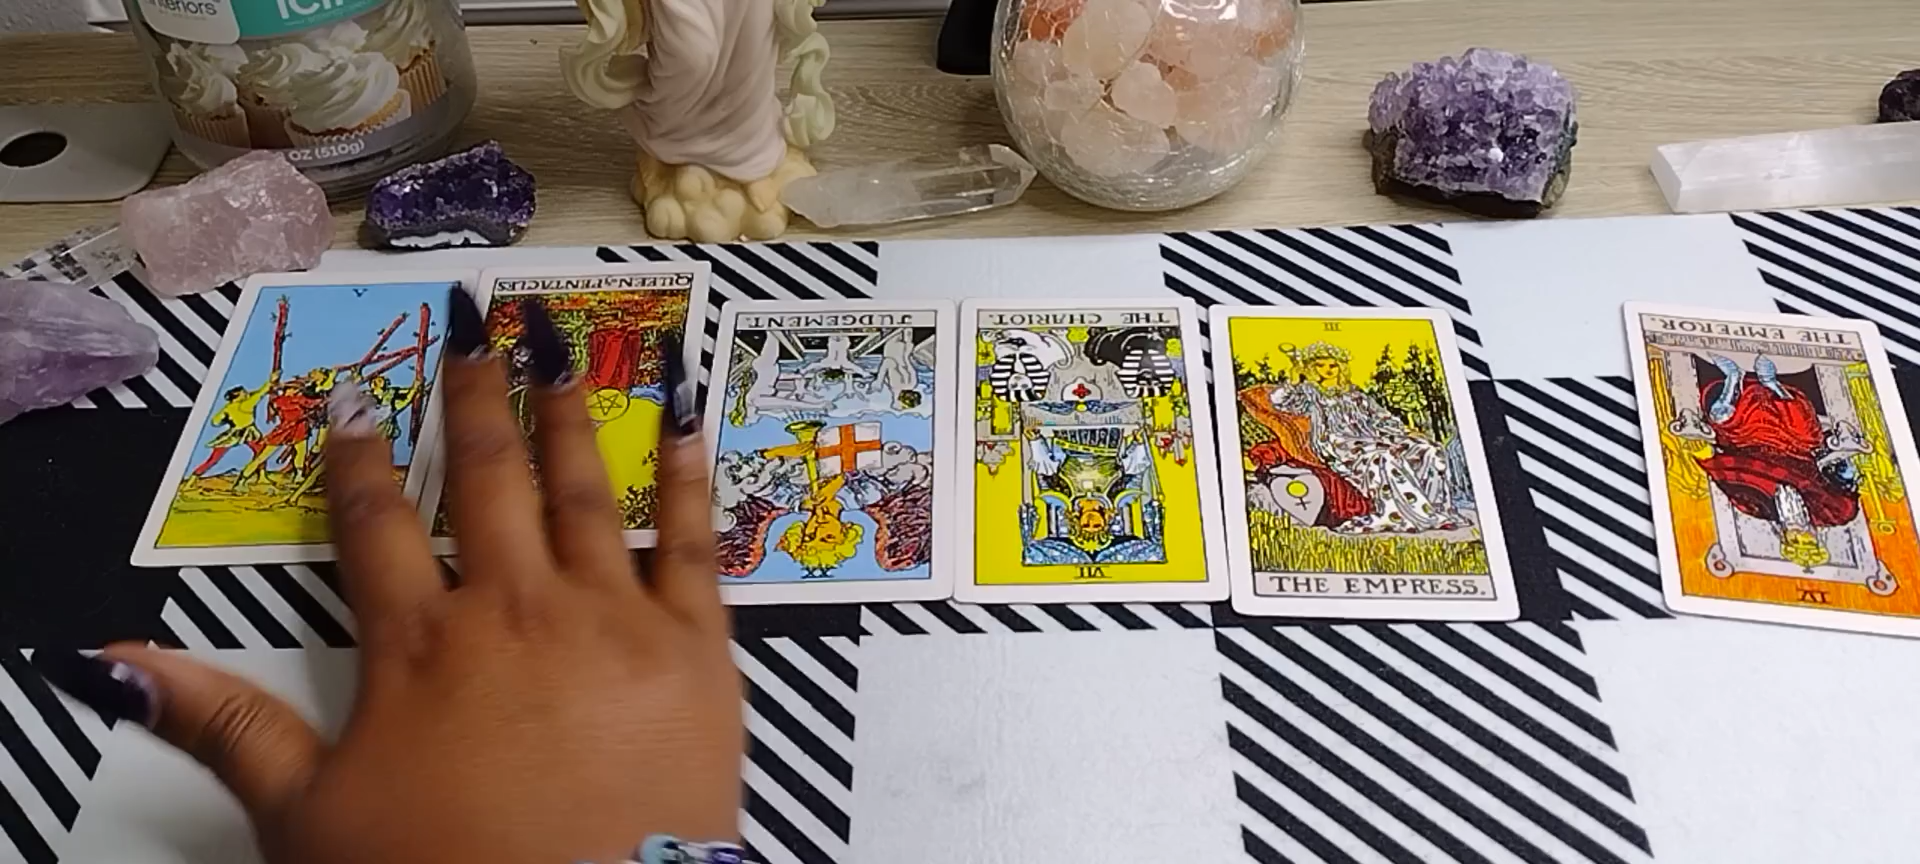 Interiors
OZ (510g)
V
QUEEN of PENTACLES
JUDGEMENT.
XX
THE CHARIOT.
VII
III
THE EMPRESS.
THE EMPEROR.
IV